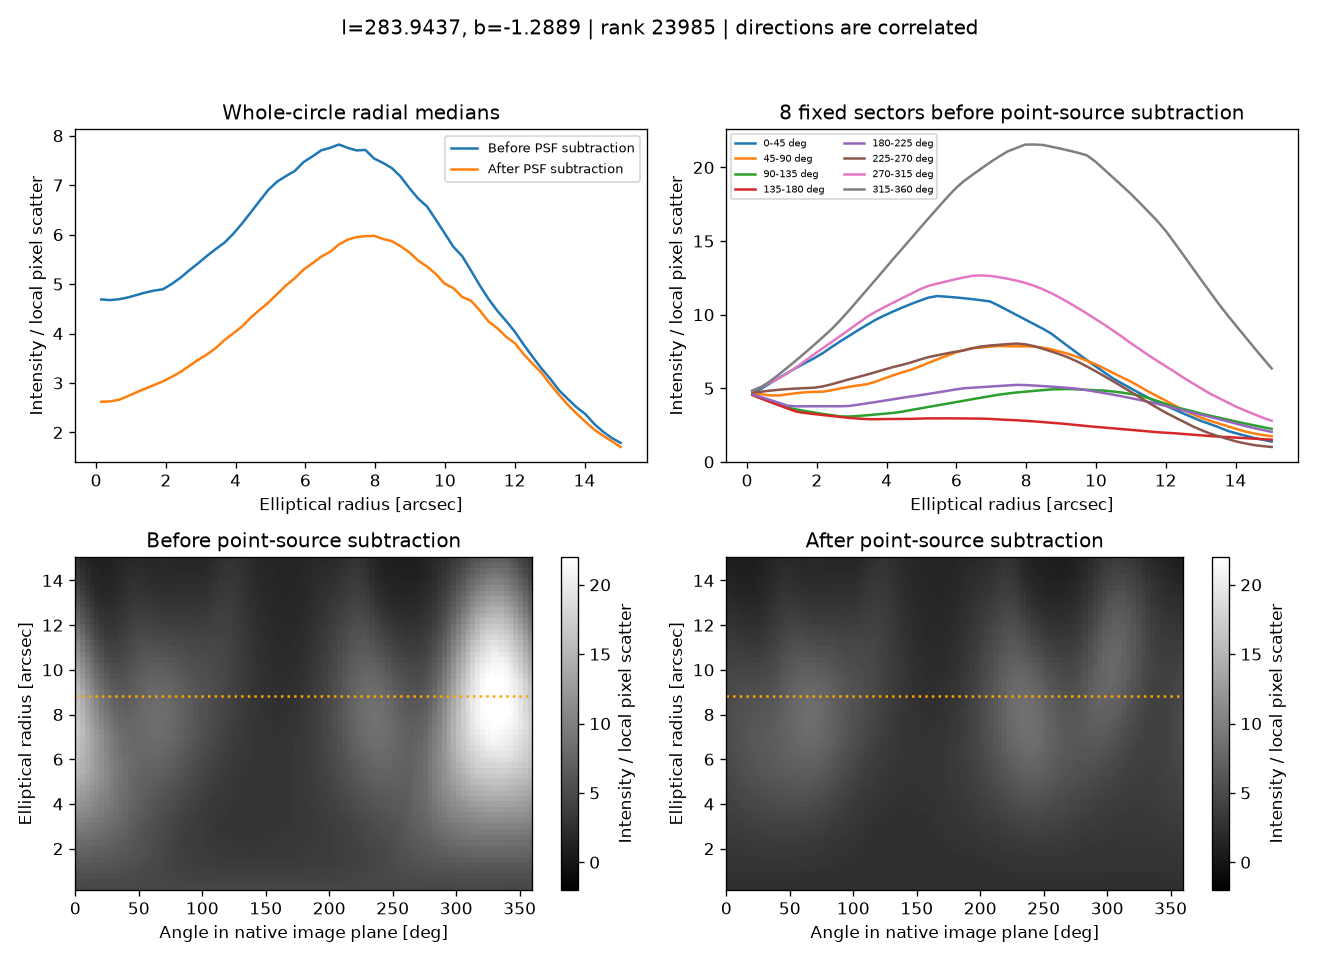 l=283.9437, b=-1.2889 | rank 23985 | directions are correlated
Whole-circle radial medians
Intensity / local pixel scatter
8
7
6
5
4
3
2
Before PSF subtraction
After PSF subtraction
0 2 4 6 8 10 12 14
Elliptical radius [arcsec]
8 fixed sectors before point-source subtraction
Intensity / local pixel scatter
20
15
10
5
0
0-45 deg
45-90 deg
90-135 deg
135-180 deg
180-225 deg
225-270 deg
270-315 deg
315-360 deg
0 2 4 6 8 10 12 14
Elliptical radius [arcsec]
Before point-source subtraction
Elliptical radius [arcsec]
14
12
10
8
6
4
2
0 50 100 150 200 250 300 350
Angle in native image plane [deg]
20
15
10
5
0
Intensity / local pixel scatter
After point-source subtraction
Elliptical radius [arcsec]
14
12
10
8
6
4
2
0 50 100 150 200 250 300 350
Angle in native image plane [deg]
20
15
10
5
0
Intensity / local pixel scatter